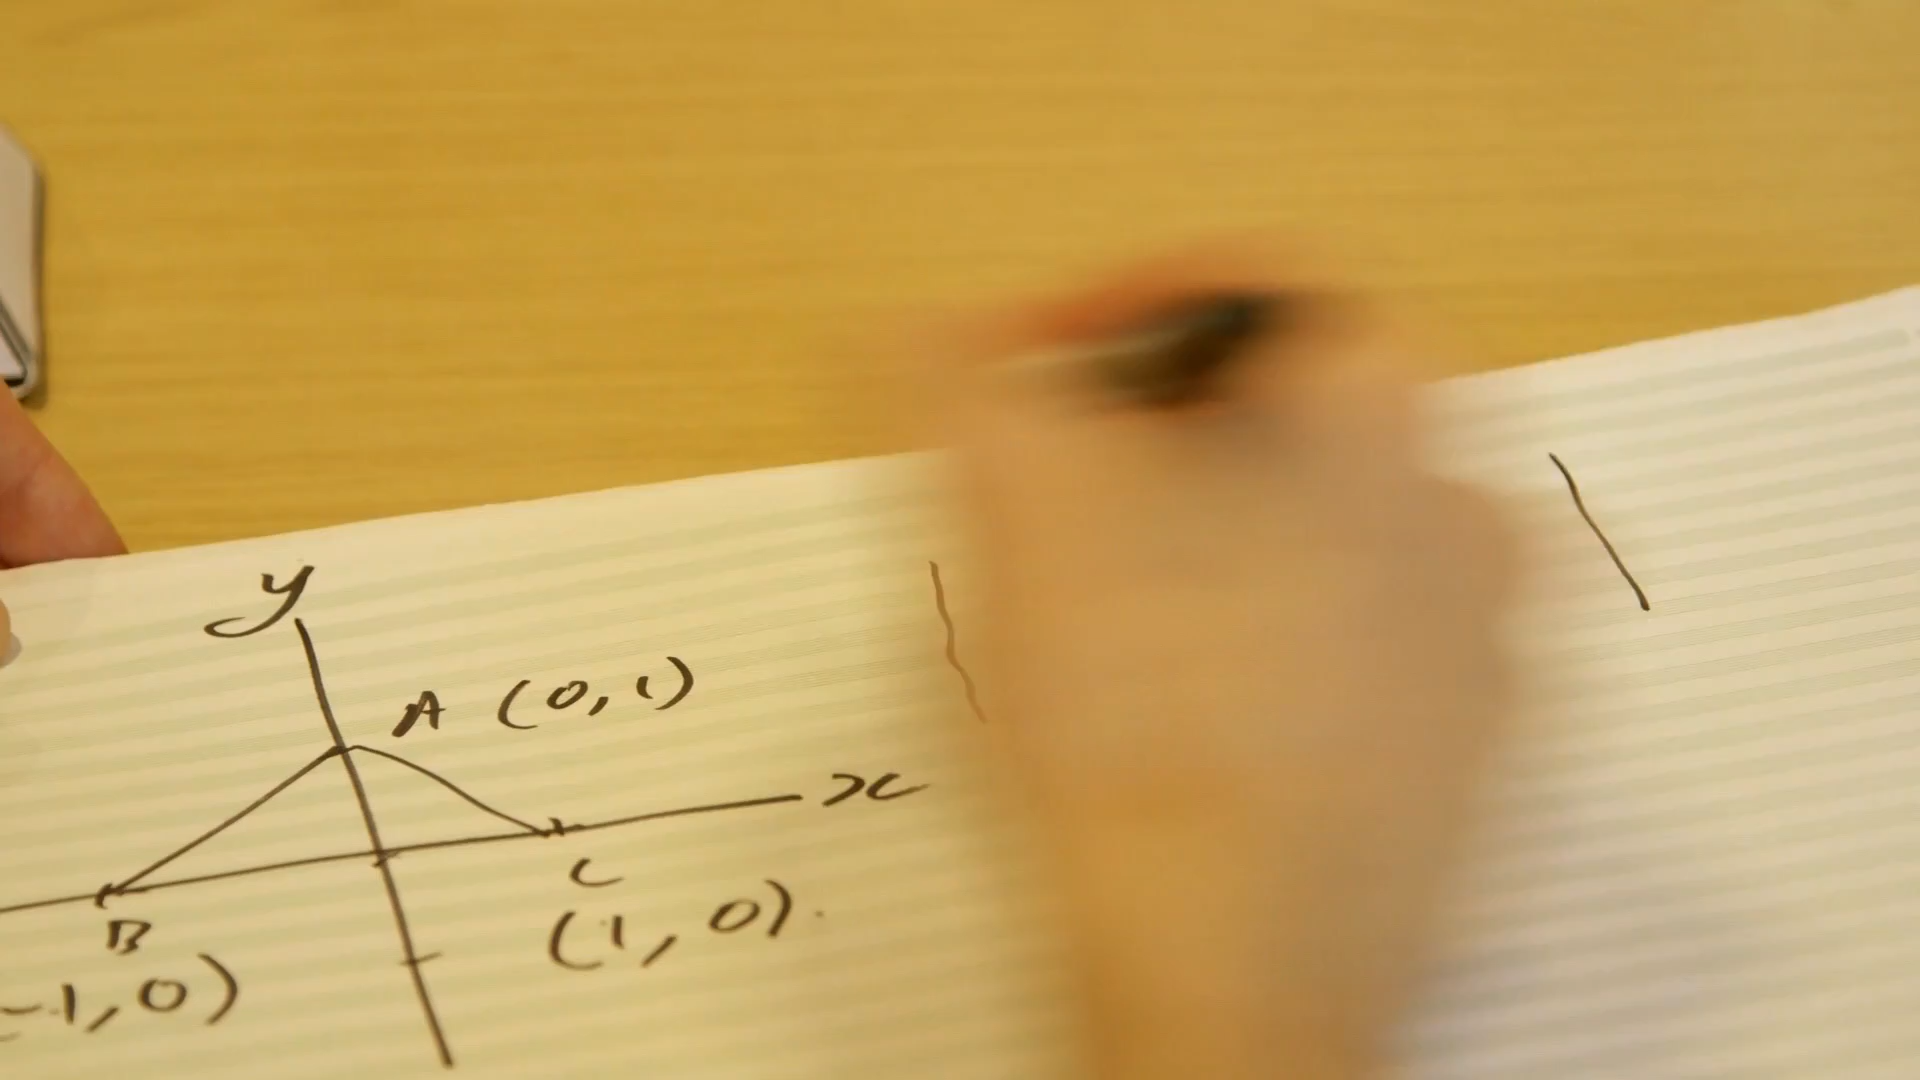 y
A (0,1)
x
C
(1, 0).
B
-1, 0)